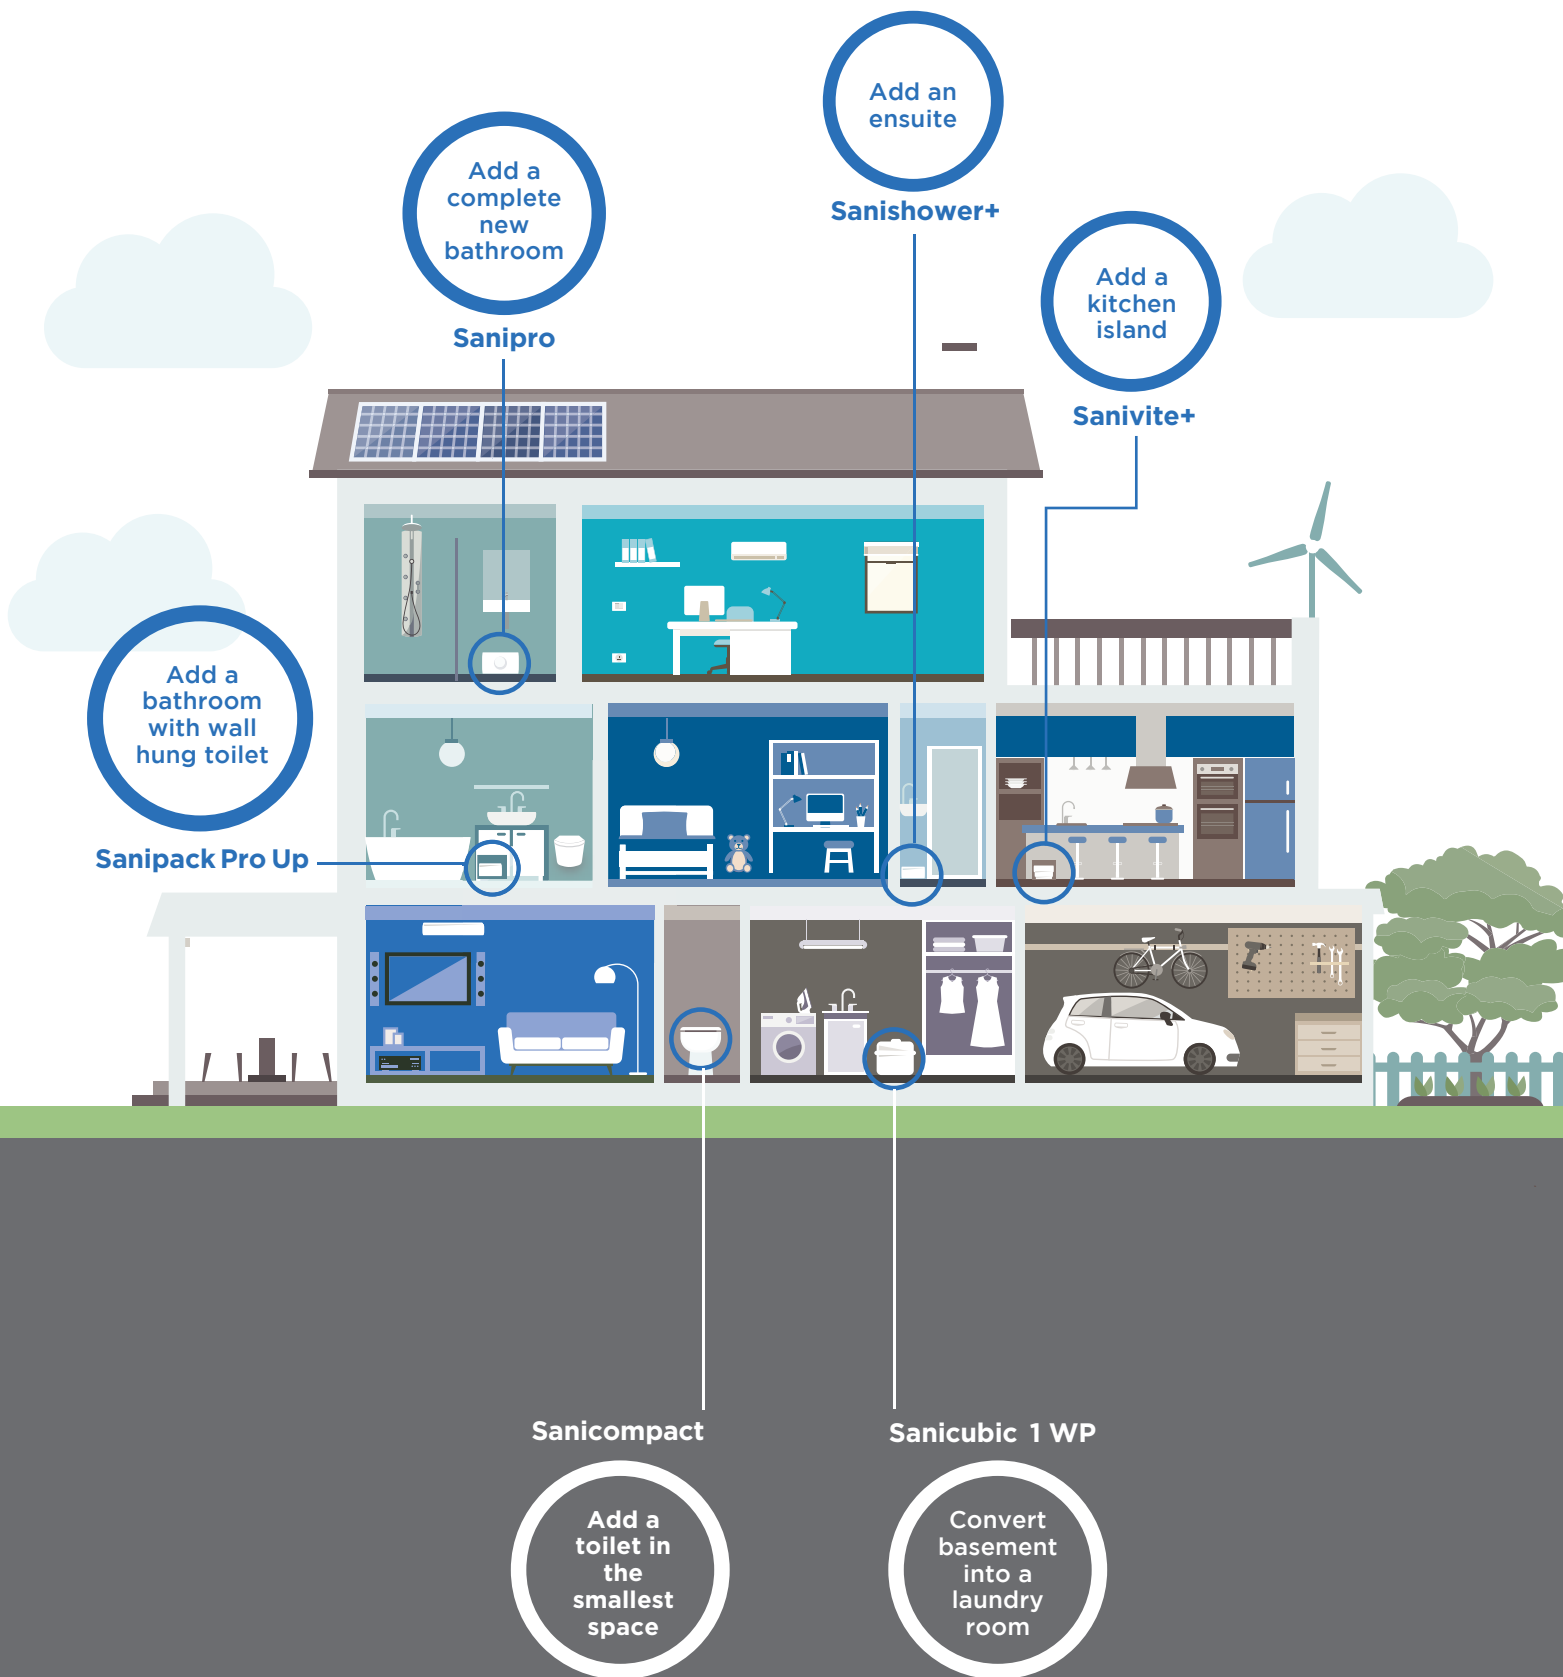 Add an
ensuite
Sanishower+
Add a
complete
new
bathroom
Sanipro
Add a
kitchen
island
Sanivite+
Add a
bathroom
with wall
hung toilet
Sanipack Pro Up
Sanicompact
Add a
toilet in
the
smallest
space
Sanicubic 1 WP
Convert
basement
into a
laundry
room